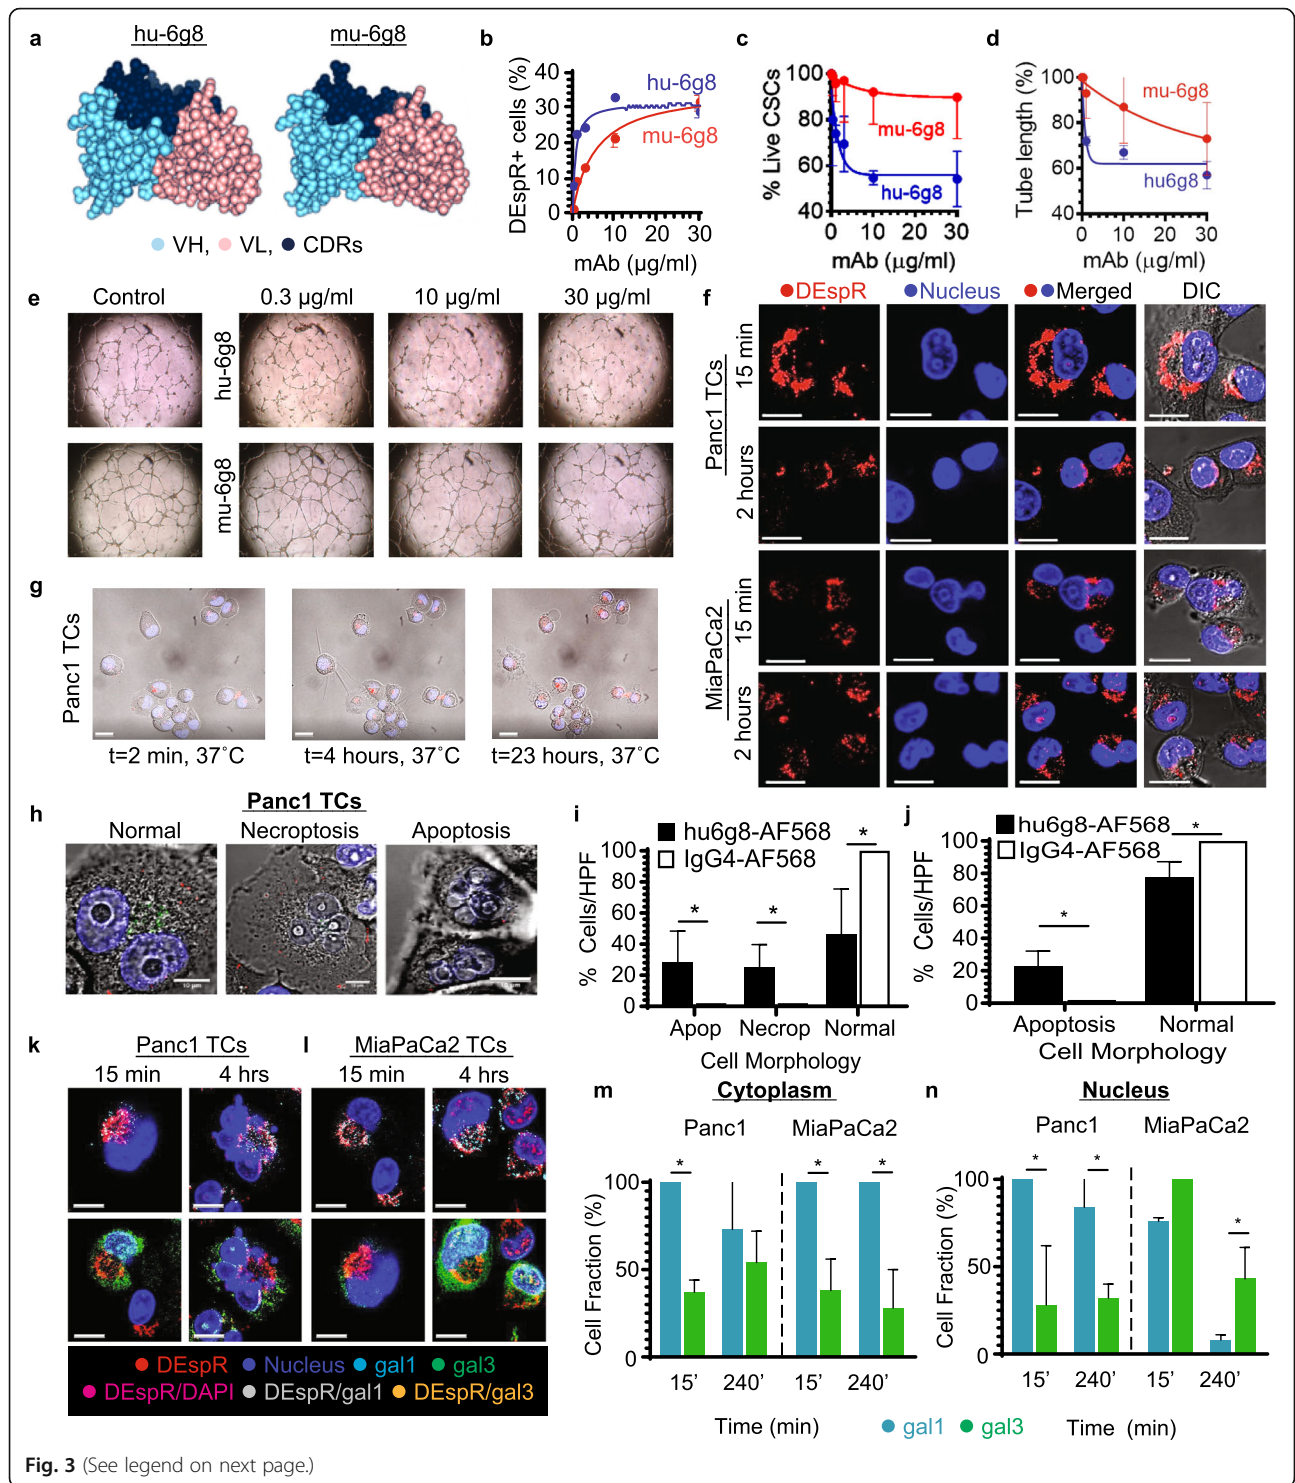 a
hu-6g8
mu-6g8
VH, VL, CDRs
b
DEspR+ cells (%)
40
30
20
10
0
hu-6g8
mu-6g8
0 10 20 30
mAb (µg/ml)
c
% Live CSCs
100
80
60
40
mu-6g8
hu-6g8
0 10 20 30
mAb (µg/ml)
d
Tube length (%)
100
80
60
40
mu-6g8
hu6g8
0 10 20 30
mAb (µg/ml)
e
Control 0.3 µg/ml 10 µg/ml 30 µg/ml
hu-6g8
mu-6g8
f
DEspR Nucleus Merged DIC
Panc1 TCs
15 min
2 hours
MiaPaCa2
15 min
2 hours
g
Panc1 TCs
t=2 min, 37˚C t=4 hours, 37˚C t=23 hours, 37˚C
h
Panc1 TCs
Normal Necroptosis Apoptosis
10 µm
i
hu6g8-AF568
IgG4-AF568
% Cells/HPF
100
80
60
40
20
0
* * *
Apop Necrop Normal
Cell Morphology
j
hu6g8-AF568
IgG4-AF568
% Cells/HPF
100
80
60
40
20
0
* *
Apoptosis Normal
Cell Morphology
k
Panc1 TCs
15 min 4 hrs
l
MiaPaCa2 TCs
15 min 4 hrs
DEspR Nucleus gal1 gal3
DEspR/DAPI DEspR/gal1 DEspR/gal3
m
Cytoplasm
Panc1 MiaPaCa2
Cell Fraction (%)
100
50
0
* * *
15' 240' 15' 240'
Time (min)
n
Nucleus
Panc1 MiaPaCa2
Cell Fraction (%)
100
50
0
* * *
15' 240' 15' 240'
Time (min)
gal1 gal3
Fig. 3 (See legend on next page.)